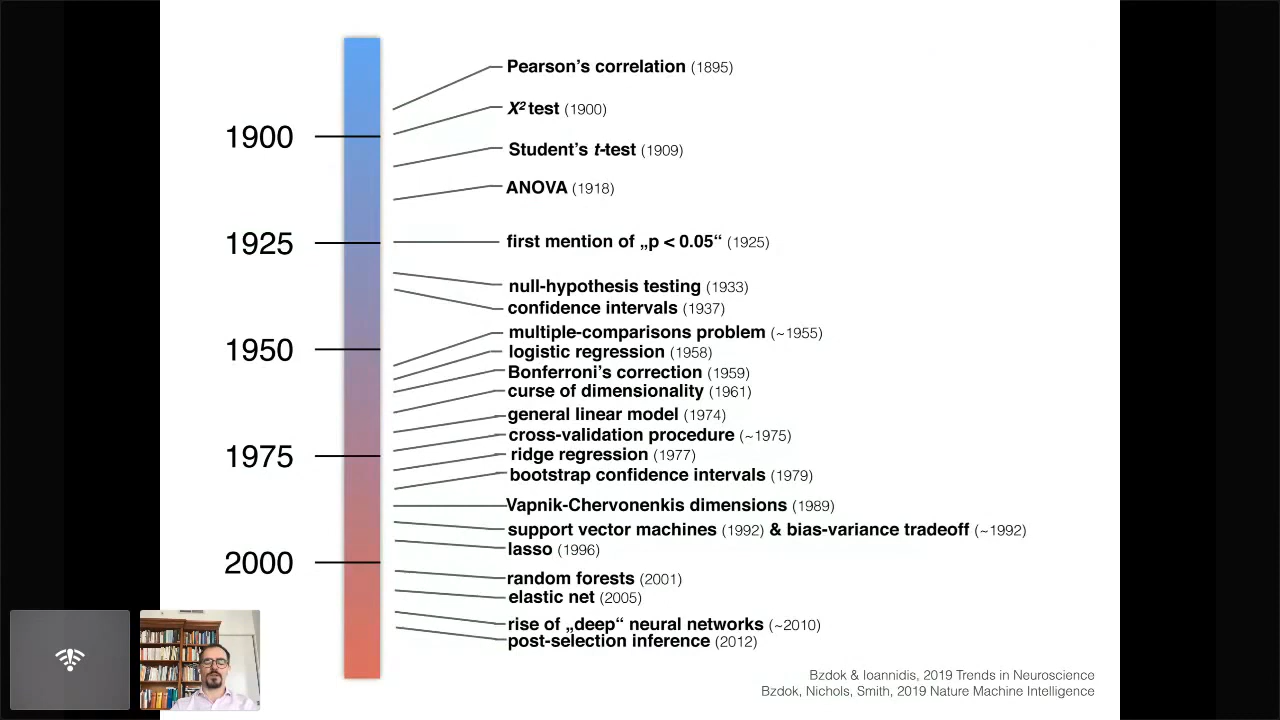 Pearson's correlation (1895)
1900
X² test (1900)
Student's t-test (1909)
ANOVA (1918)
1925
first mention of „p < 0.05“ (1925)
null-hypothesis testing (1933)
confidence intervals (1937)
multiple-comparisons problem (~1955)
1950
logistic regression (1958)
Bonferroni's correction (1959)
curse of dimensionality (1961)
general linear model (1974)
cross-validation procedure (~1975)
1975
ridge regression (1977)
bootstrap confidence intervals (1979)
Vapnik-Chervonenkis dimensions (1989)
support vector machines (1992) & bias-variance tradeoff (~1992)
lasso (1996)
2000
random forests (2001)
elastic net (2005)
rise of „deep“ neural networks (~2010)
post-selection inference (2012)
Bzdok & Ioannidis, 2019 Trends in Neuroscience
Bzdok, Nichols, Smith, 2019 Nature Machine Intelligence